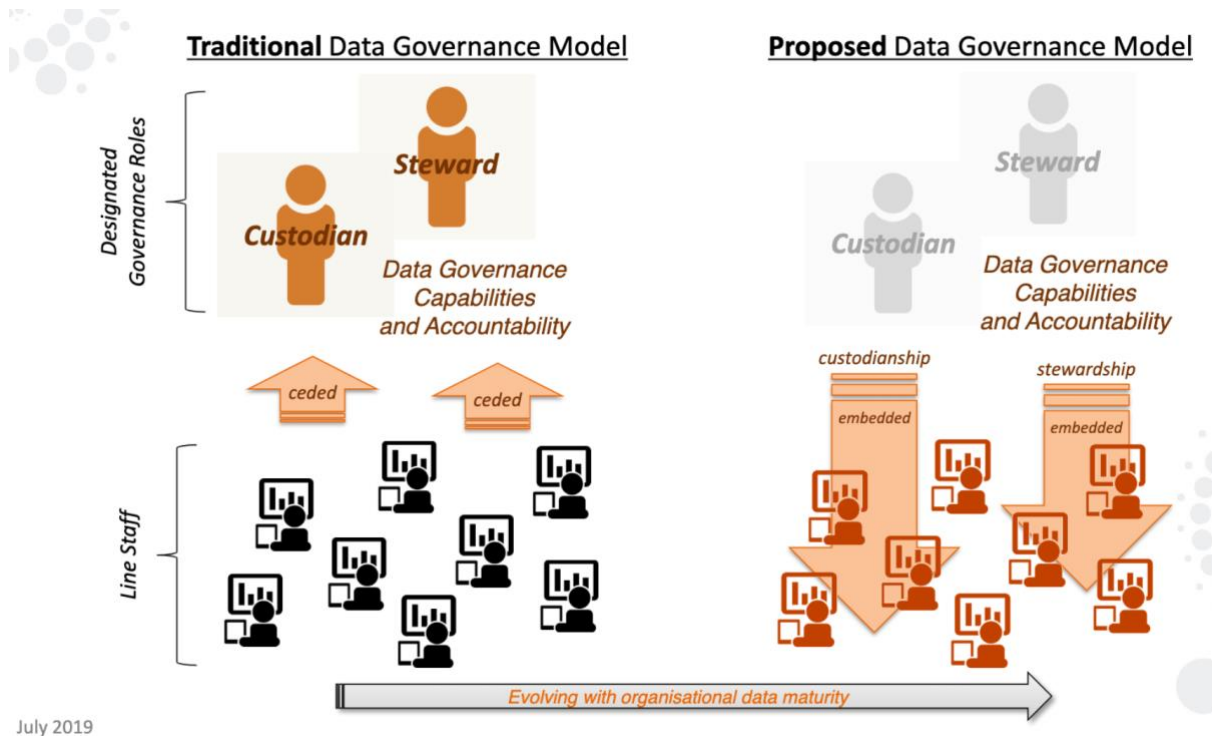 Traditional Data Governance Model
Designated
Governance Roles
Steward
Custodian
Data Governance
Capabilities
and Accountability
ceded
ceded
Line Staff
Proposed Data Governance Model
Steward
Custodian
Data Governance
Capabilities
and Accountability
custodianship
stewardship
embedded
embedded
Evolving with organisational data maturity
July 2019